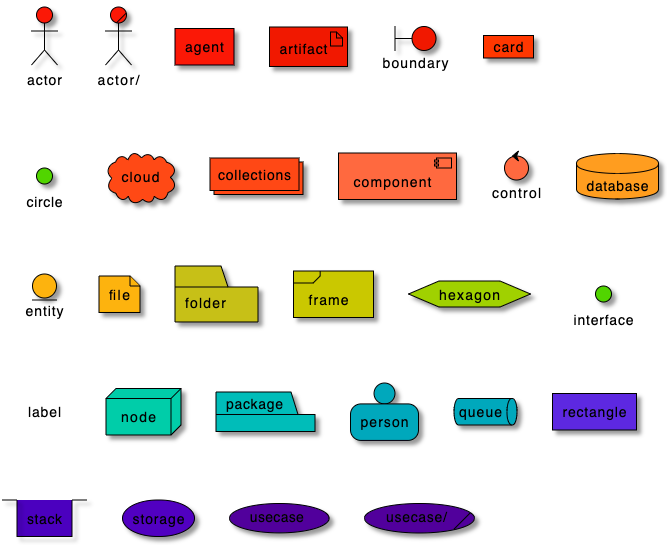 actor
actor/
agent
artifact
boundary
card
circle
cloud
collections
component
control
database
entity
file
folder
frame
hexagon
interface
label
node
package
person
queue
rectangle
stack
storage
usecase
usecase/